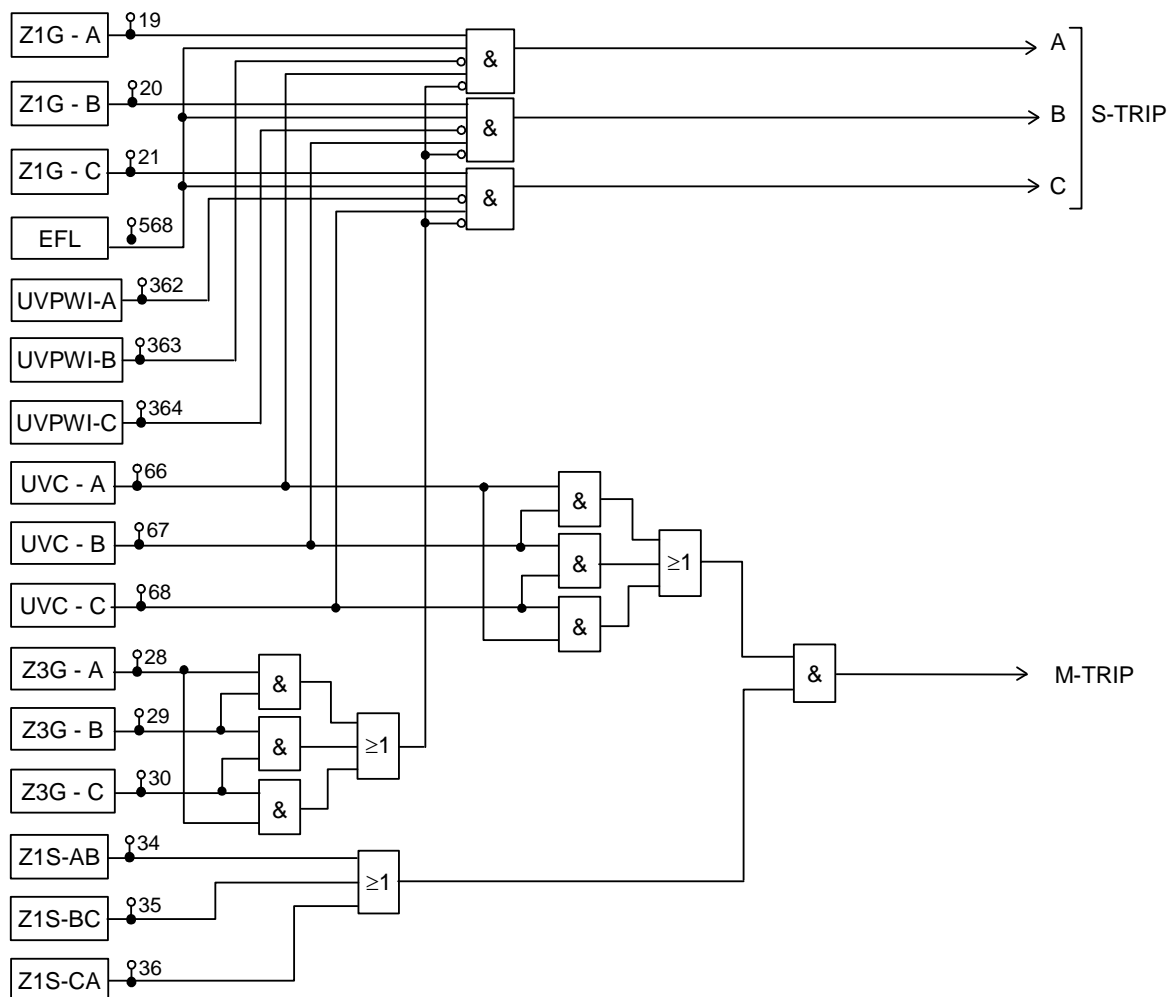 Z1G - A 19
& A
Z1G - B 20
& B S-TRIP
Z1G - C 21
& C
EFL 568
UVPWI-A 362
UVPWI-B 363
UVPWI-C 364
UVC - A 66
&
UVC - B 67
& ≥1
UVC - C 68
&
Z3G - A 28
& & M-TRIP
Z3G - B 29
& ≥1
Z3G - C 30
&
Z1S-AB 34
≥1
Z1S-BC 35
Z1S-CA 36